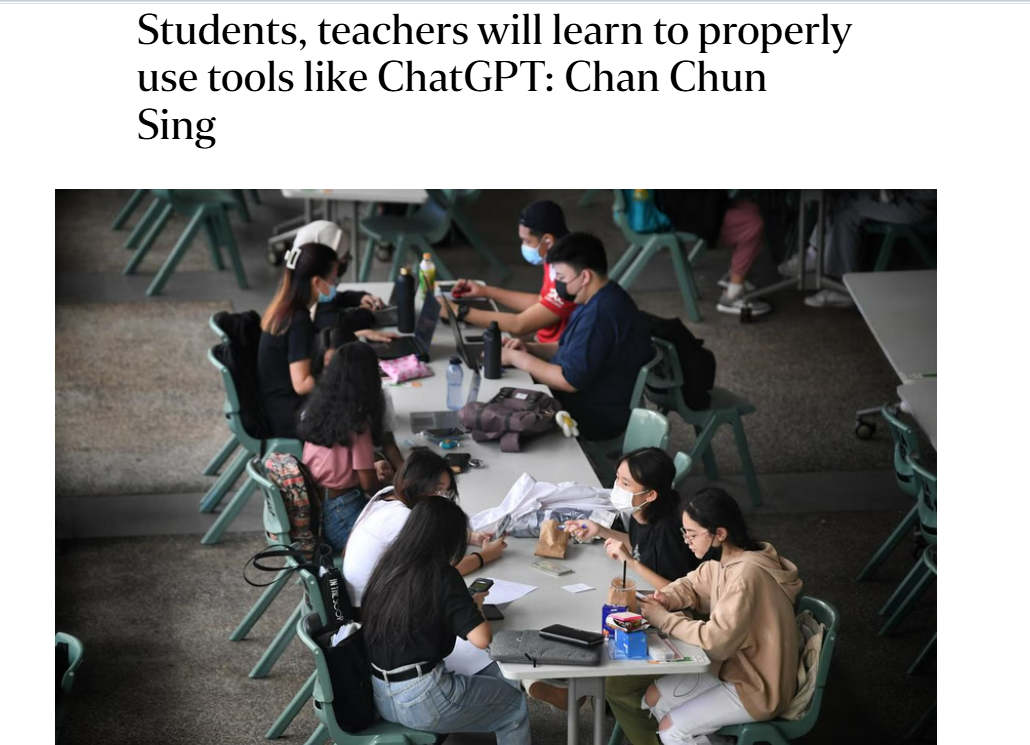 Students, teachers will learn to properly
use tools like ChatGPT: Chan Chun
Sing